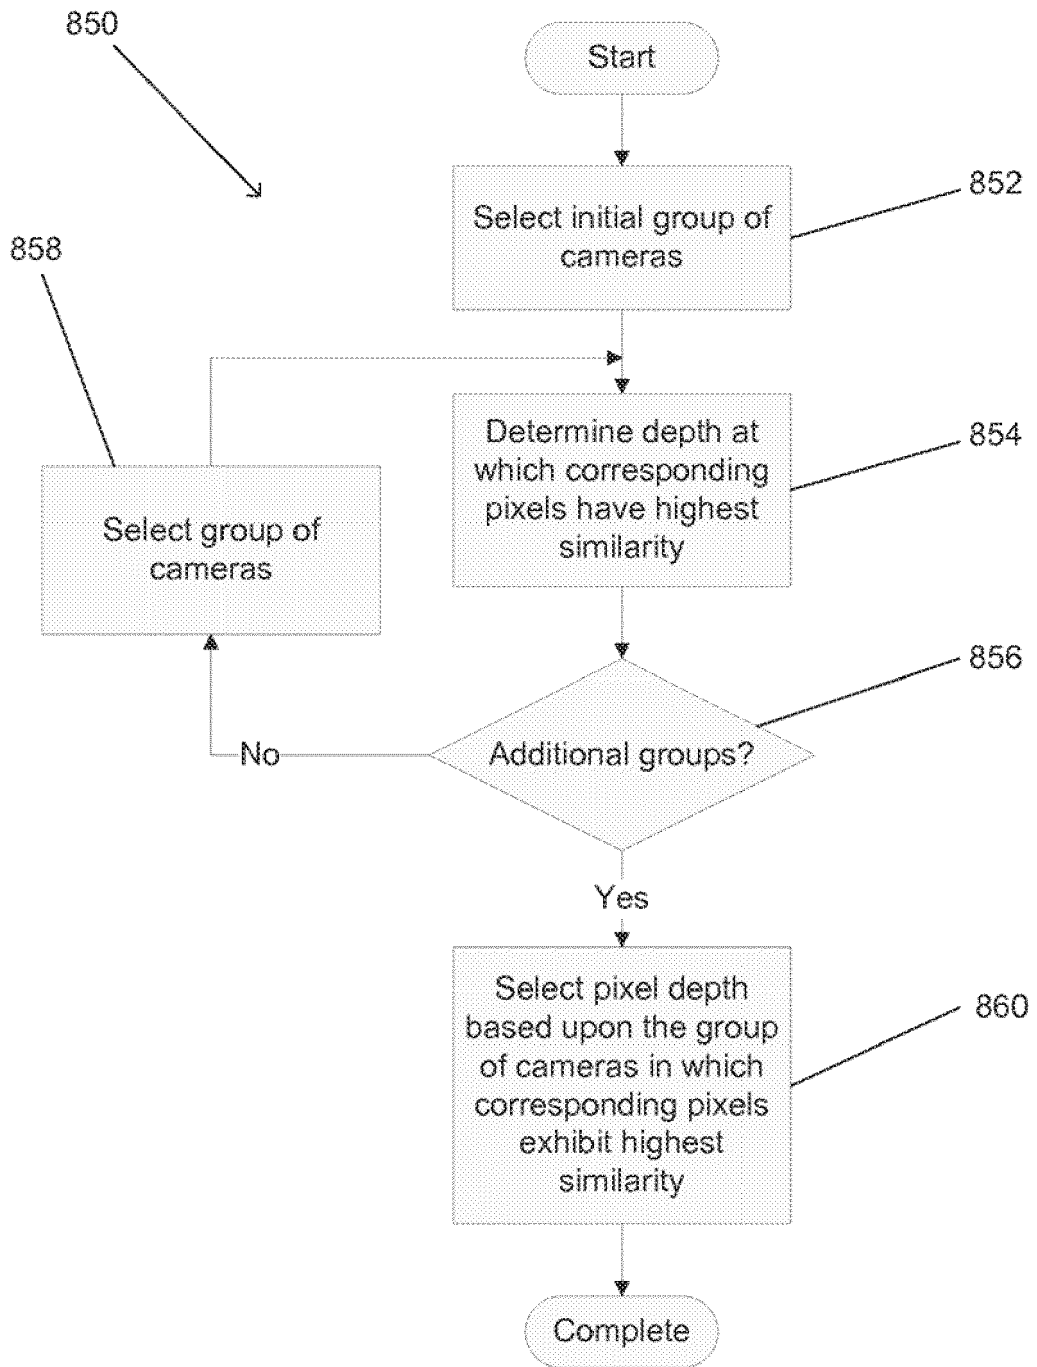 850
Start
852
Select initial group of
cameras
858
854
Determine depth at
which corresponding
pixels have highest
similarity
Select group of
cameras
856
Additional groups?
No
Yes
860
Select pixel depth
based upon the group
of cameras in which
corresponding pixels
exhibit highest
similarity
Complete